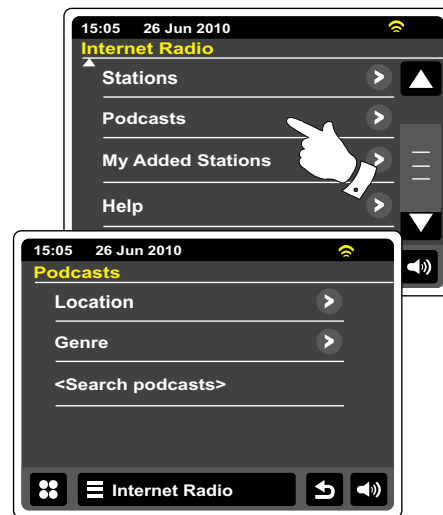 15:05 26 Jun 2010
Internet Radio
Stations
Podcasts
My Added Stations
Help
15:05 26 Jun 2010
Podcasts
Location
Genre
<Search podcasts>
Internet Radio